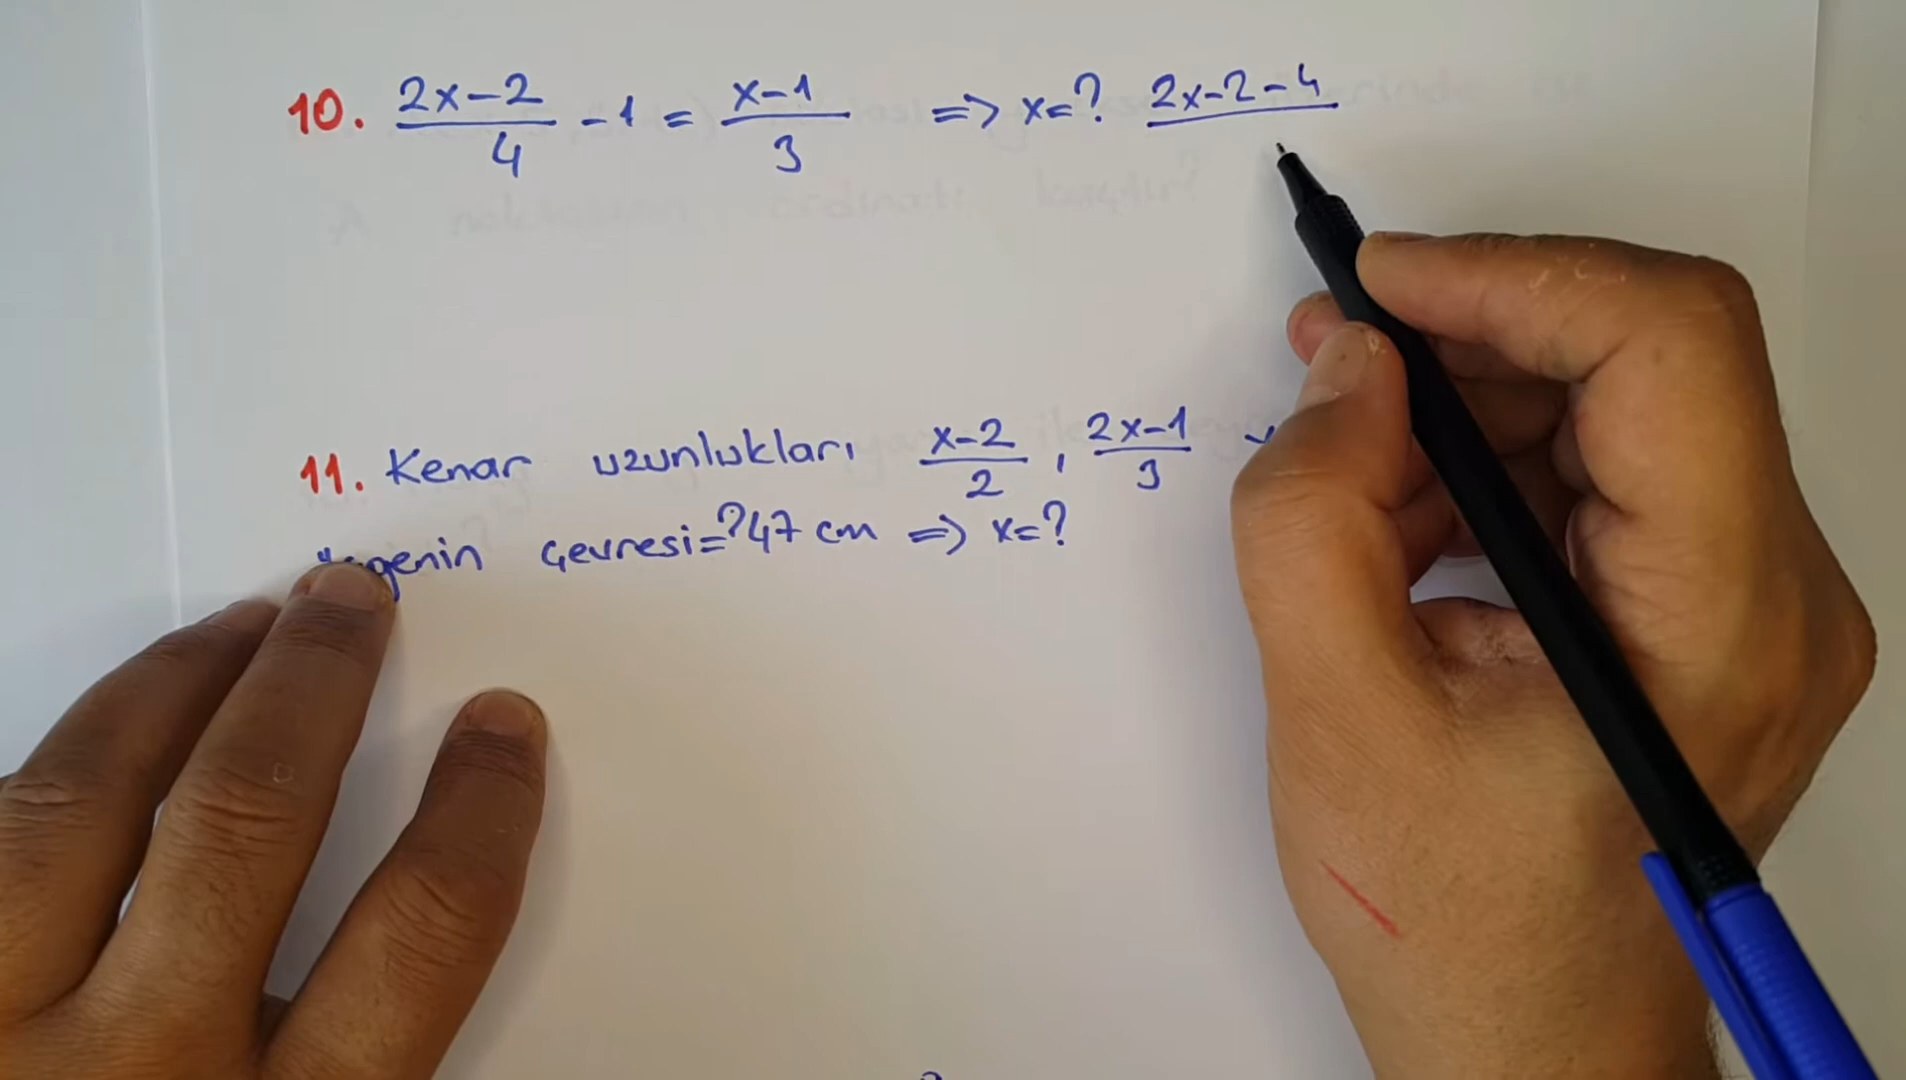 10. (2x-2)/4 - 1 = (x-1)/3 => x=? 2x-2-4
11. Kenar uzunlukları (x-2)/2 , (2x-1)/3
çevresi=? 47 cm => x=?